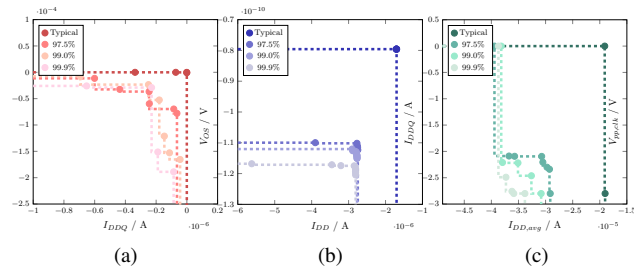 ·10⁻⁴
Typical
97.5%
99.0%
99.9%
0
−0.5
−1
−1.5
−2
−2.5
−1 −0.8 −0.6 −0.4 −0.2 0
I_DDQ / A
·10⁻⁶
(a)
V_OS / V
·10⁻¹⁰
Typical
97.5%
99.0%
99.9%
−0.7
−0.8
−0.9
−1.0
−1.10
−1.2
−1.30
−6 −5 −4 −3 −2 −1
I_DD / A
·10⁻⁶
(b)
I_DDQ / A
Typical
97.5%
99.0%
99.9%
0.5
0
−0.5
−1
−1.5
−2
−2.5
−3
−4.5 −4 −3.5 −3 −2.5 −2 −1.5
I_DD,avg / A
·10⁻⁵
(c)